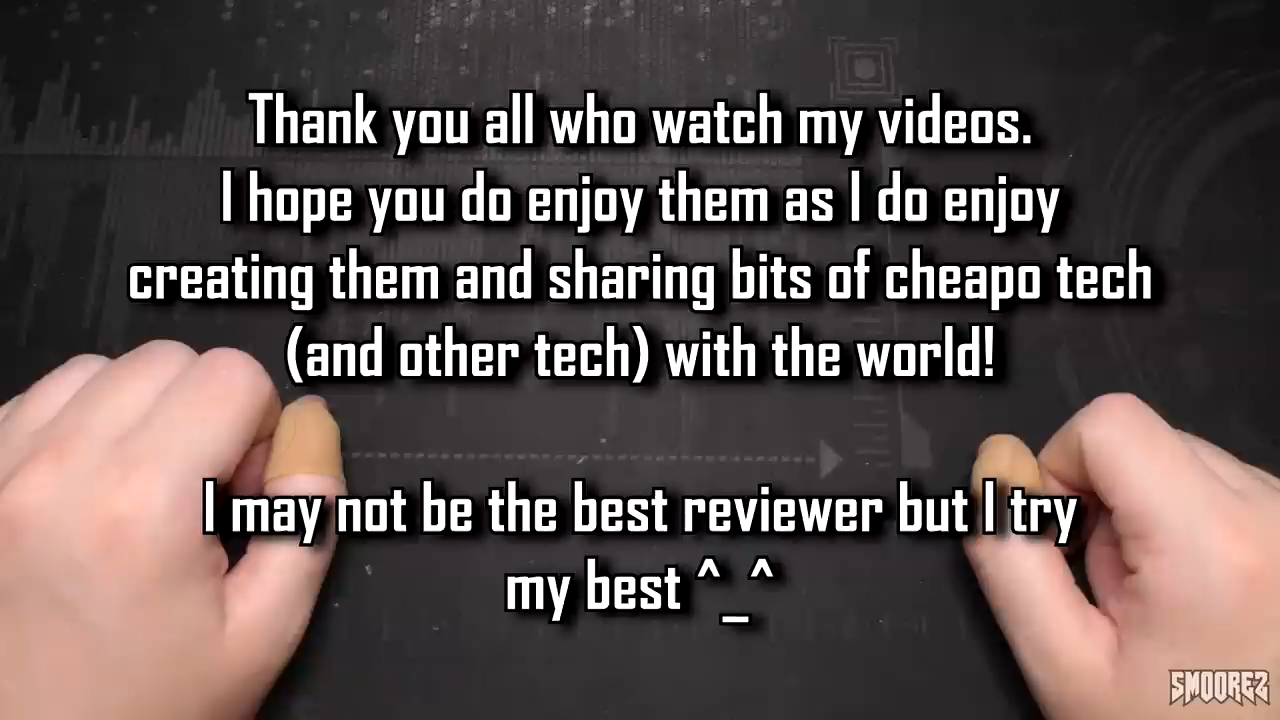 Thank you all who watch my videos.
I hope you do enjoy them as I do enjoy
creating them and sharing bits of cheapo tech
(and other tech) with the world!
I may not be the best reviewer but I try
my best ^_^
SMOOREZ